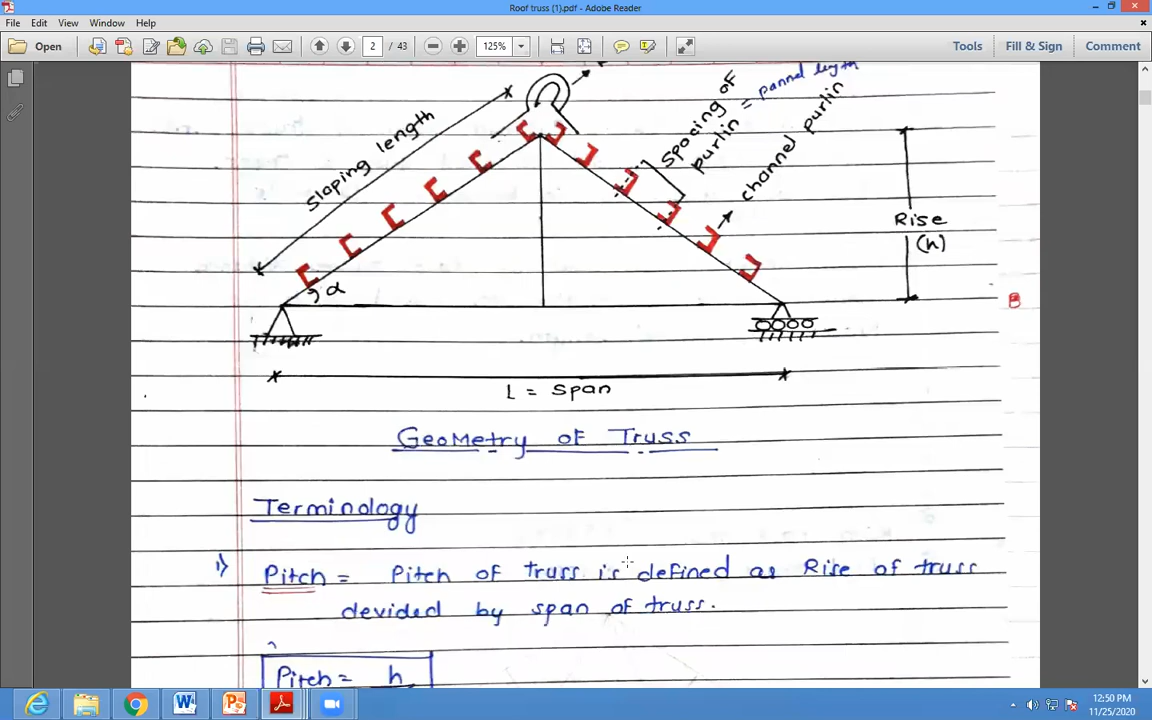 Roof truss (1).pdf - Adobe Reader
File Edit View Window Help
Open 2 / 43 125% Tools Fill & Sign Comment
Sloping length
spacing of
purlin = pannel length
channel purlin
Rise
(h)
α
L = Span
Geometry of Truss
Terminology
1) Pitch = Pitch of truss is defined as Rise of truss
devided by span of truss.
Pitch = h
12:50 PM
11/25/2020